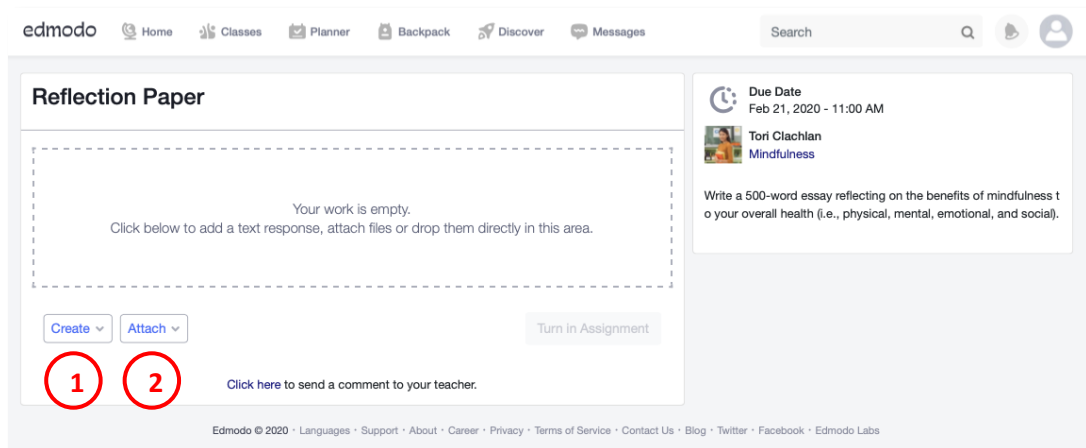 edmodo Home Classes Planner Backpack Discover Messages Search
Reflection Paper
Your work is empty.
Click below to add a text response, attach files or drop them directly in this area.
Create Attach Turn in Assignment
1 2
Click here to send a comment to your teacher.
Due Date
Feb 21, 2020 - 11:00 AM
Tori Clachlan
Mindfulness
Write a 500-word essay reflecting on the benefits of mindfulness t
o your overall health (i.e., physical, mental, emotional, and social).
Edmodo © 2020 · Languages · Support · About · Career · Privacy · Terms of Service · Contact Us · Blog · Twitter · Facebook · Edmodo Labs